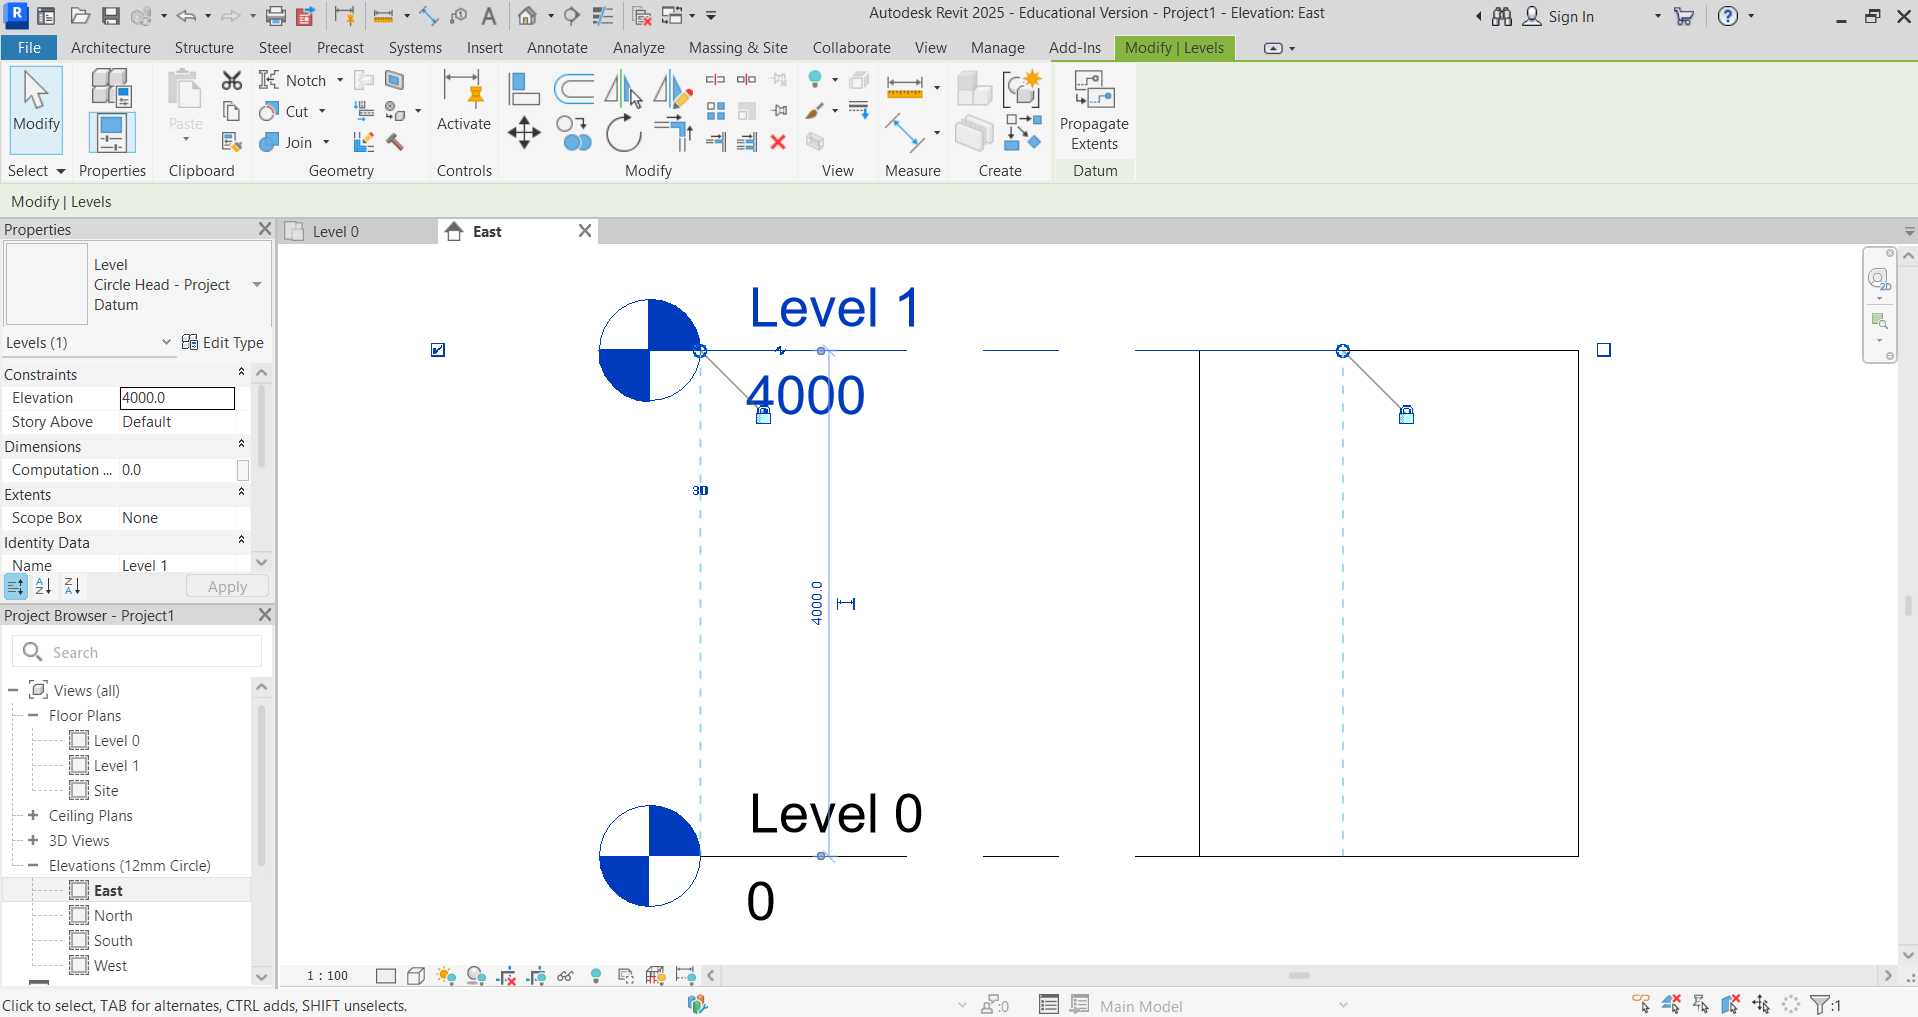 Autodesk Revit 2025 - Educational Version - Project1 - Elevation: East
Sign In
File Architecture Structure Steel Precast Systems Insert Annotate Analyze Massing & Site Collaborate View Manage Add-Ins Modify | Levels
Modify
Paste
Notch
Cut
Join
Activate
Propagate
Extents
Select Properties Clipboard Geometry Controls Modify View Measure Create Datum
Modify | Levels
Properties
Level
Circle Head - Project
Datum
Levels (1) Edit Type
Constraints
Elevation 4000.0
Story Above Default
Dimensions
Computation ... 0.0
Extents
Scope Box None
Identity Data
Name Level 1
Apply
Project Browser - Project1
Search
Views (all)
Floor Plans
Level 0
Level 1
Site
Ceiling Plans
3D Views
Elevations (12mm Circle)
East
North
South
West
Level 0 East
2D
Level 1
4000
3D
4000.0
Level 0
0
1 : 100
Click to select, TAB for alternates, CTRL adds, SHIFT unselects.
:0
Main Model
:1